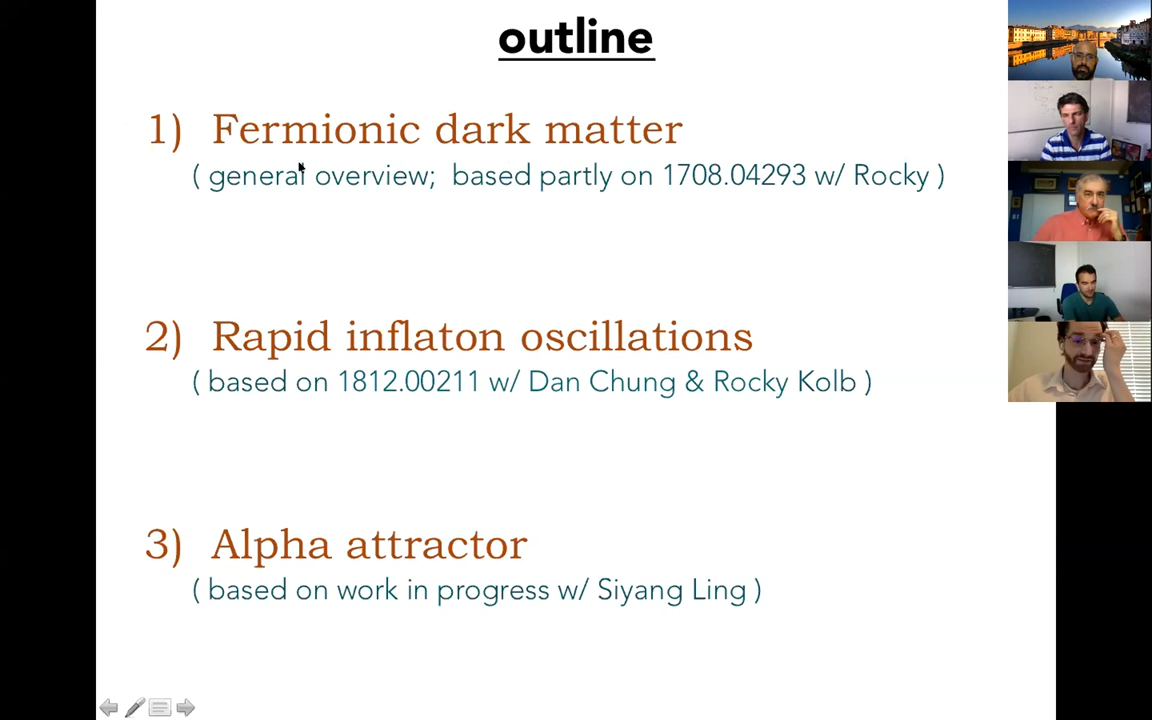 outline
1) Fermionic dark matter
( general overview; based partly on 1708.04293 w/ Rocky )
2) Rapid inflaton oscillations
( based on 1812.00211 w/ Dan Chung & Rocky Kolb )
3) Alpha attractor
( based on work in progress w/ Siyang Ling )